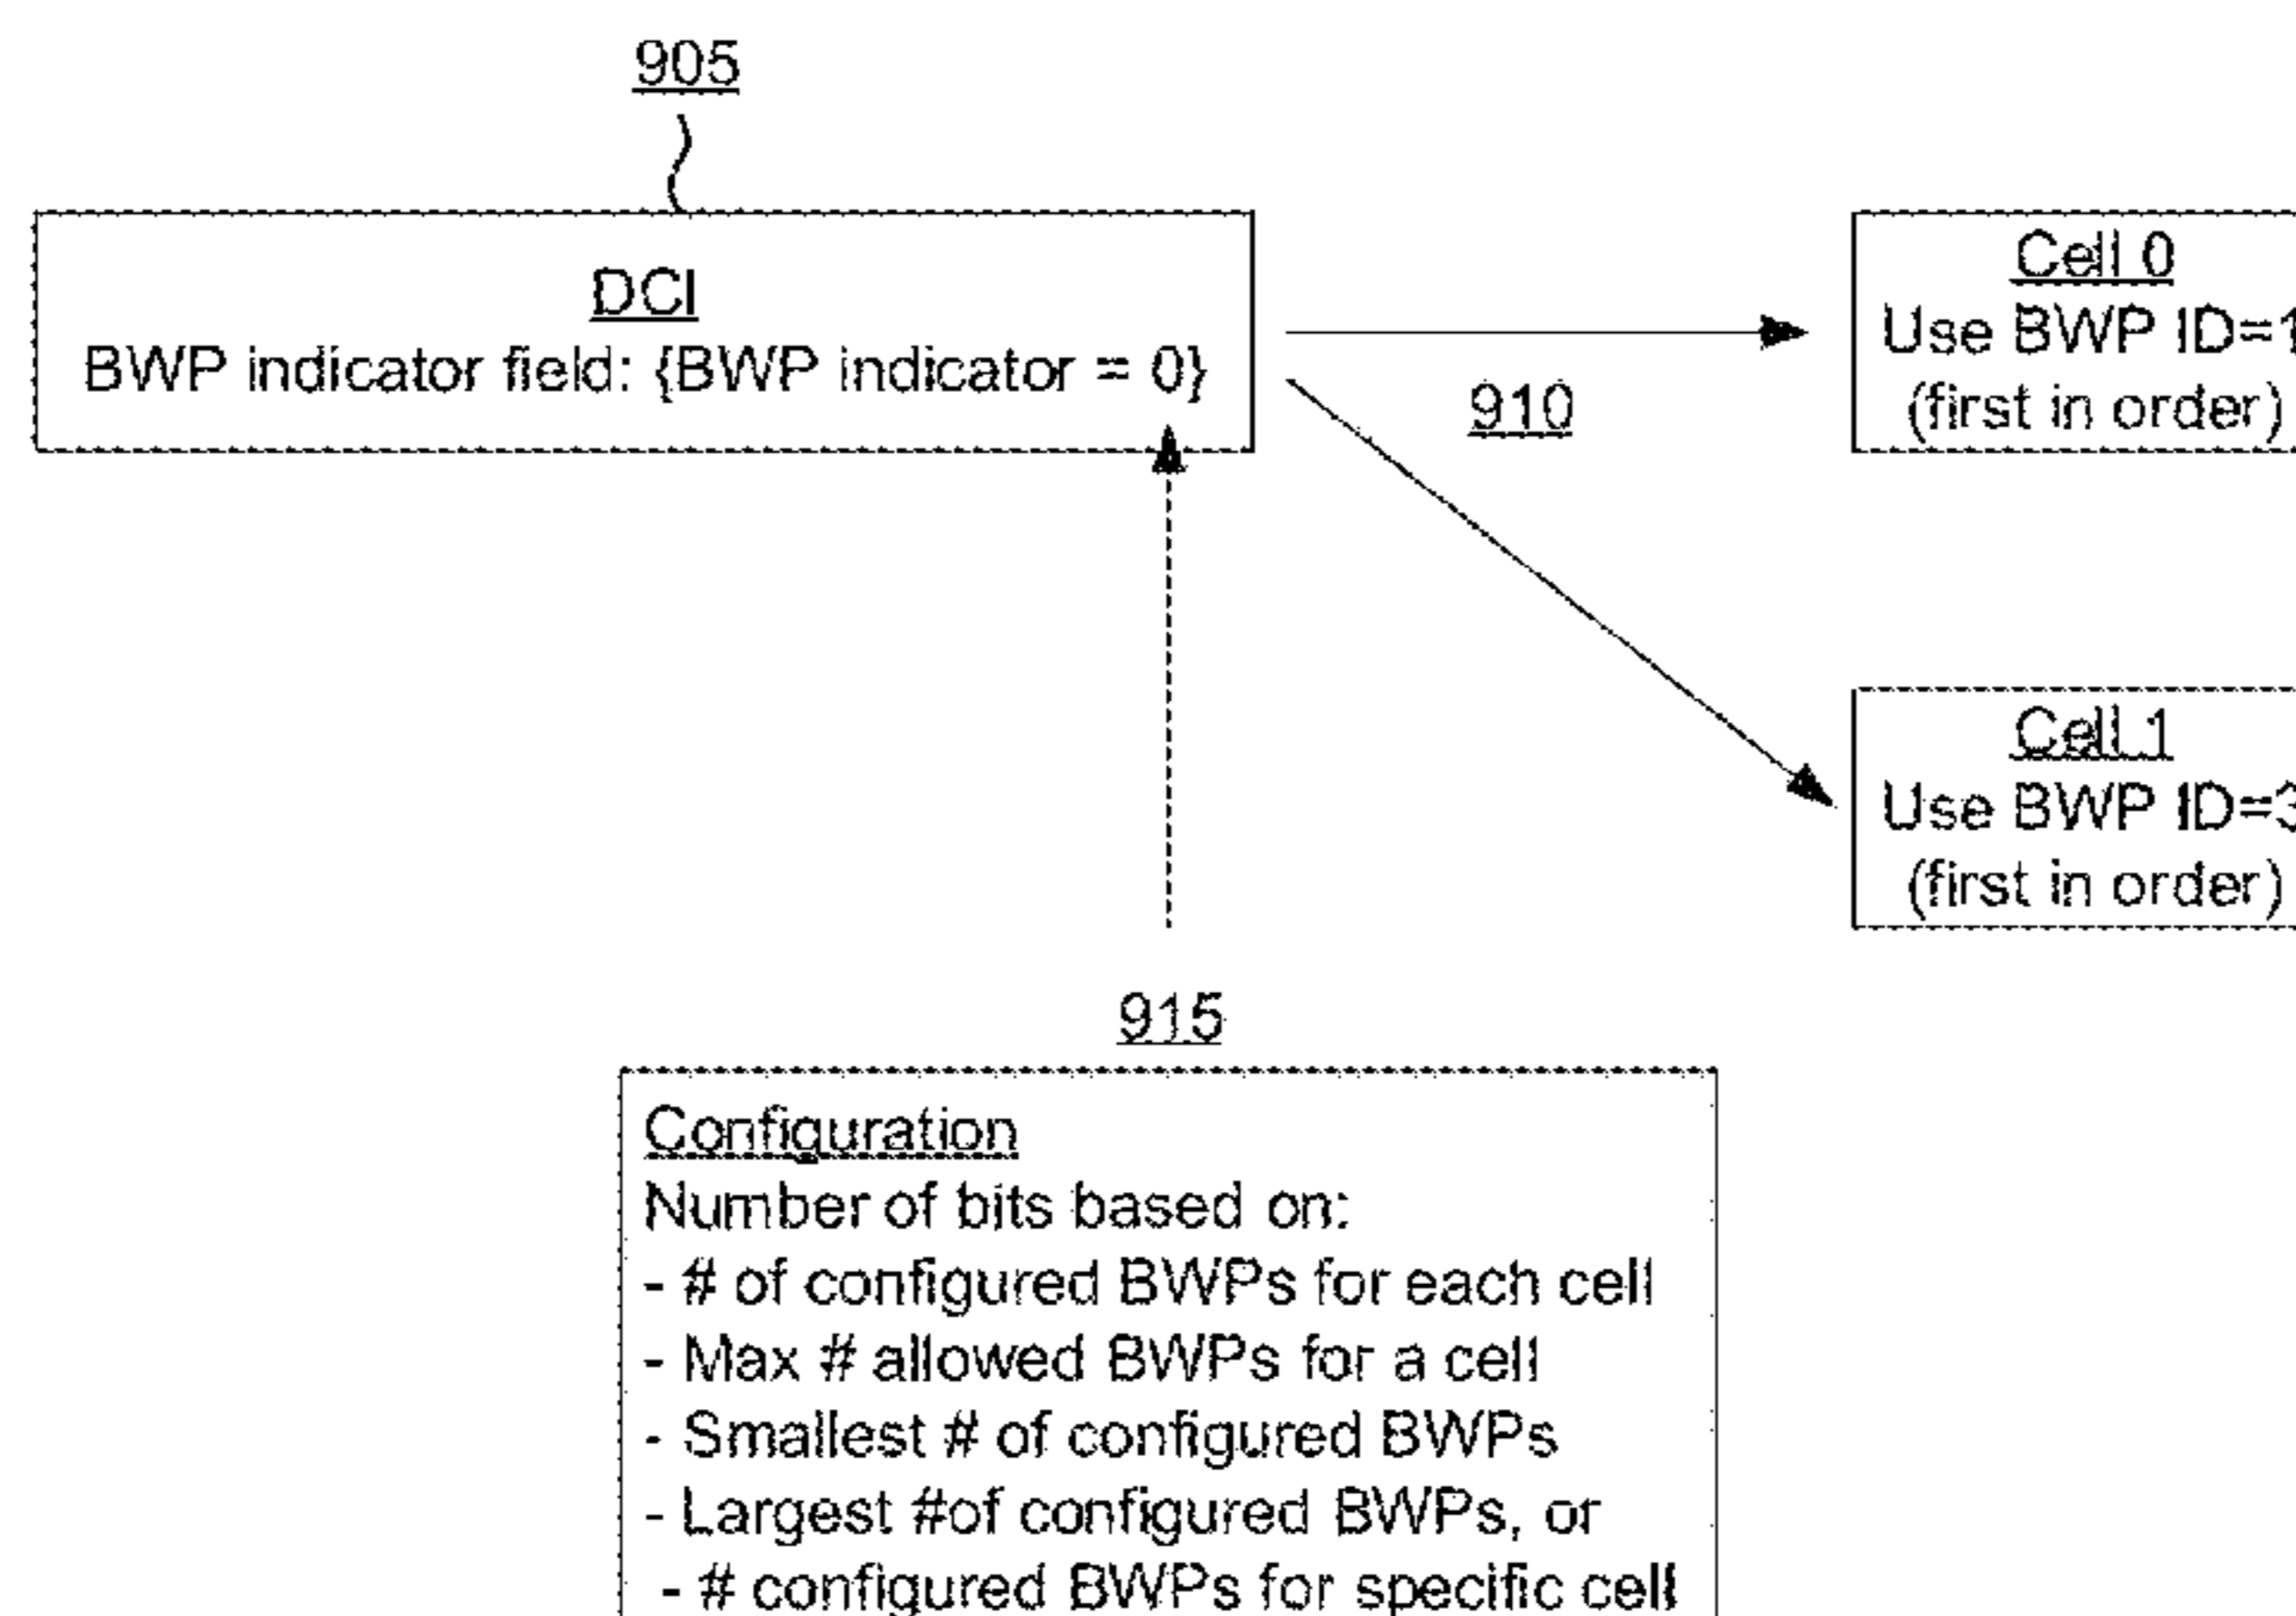 905
DCI
BWP indicator field: {BWP indicator = 0}
910
Cell 0
Use BWP ID=1
(first in order)
Cell 1
Use BWP ID=3
(first in order)
915
Configuration
Number of bits based on:
- # of configured BWPs for each cell
- Max # allowed BWPs for a cell
- Smallest # of configured BWPs
- Largest #of configured BWPs, or
- # configured BWPs for specific cell